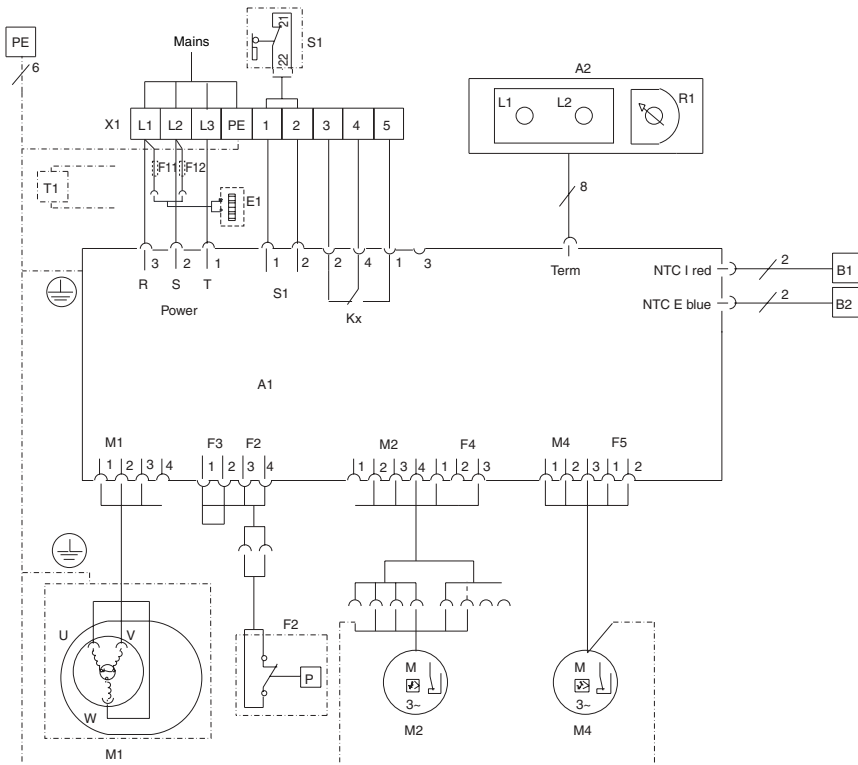 PE
6
Mains
21
22
S1
X1
L1
L2
L3
PE
1
2
3
4
5
A2
L1
L2
R1
F11
F12
T1
E1
8
3
2
1
1
2
2
4
1
3
R
S
T
S1
Power
Kx
Term
NTC I red
2
B1
NTC E blue
2
B2
A1
M1
F3
F2
M2
F4
M4
F5
1
2
3
4
1
2
3
4
1
2
3
4
1
2
3
1
2
3
1
2
U
V
W
M1
F2
P
M
3~
M2
M
3~
M4